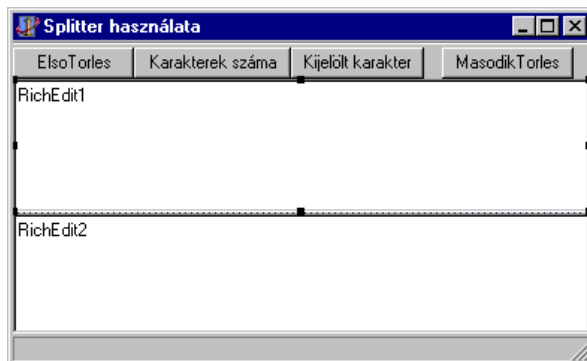 Splitter használata
ElsoTorles Karakterek száma Kijelölt karakter MasodikTorles
RichEdit1
RichEdit2